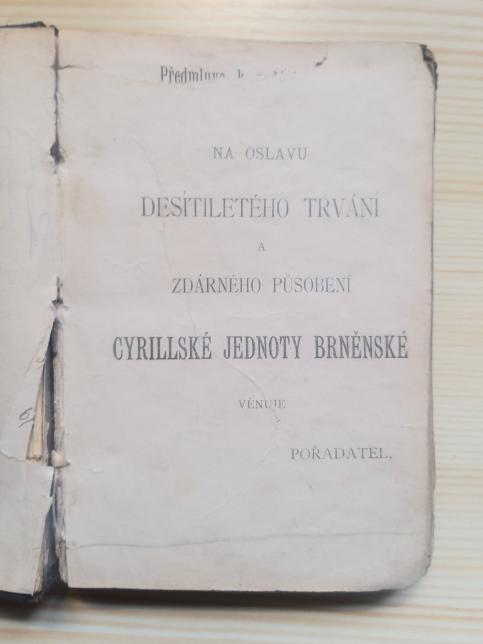 Předmluva
NA OSLAVU
DESÍTILETÉHO TRVÁNÍ
A
ZDÁRNÉHO PŮSOBENÍ
CYRILLSKÉ JEDNOTY BRNĚNSKÉ
VĚNUJE
POŘADATEL.